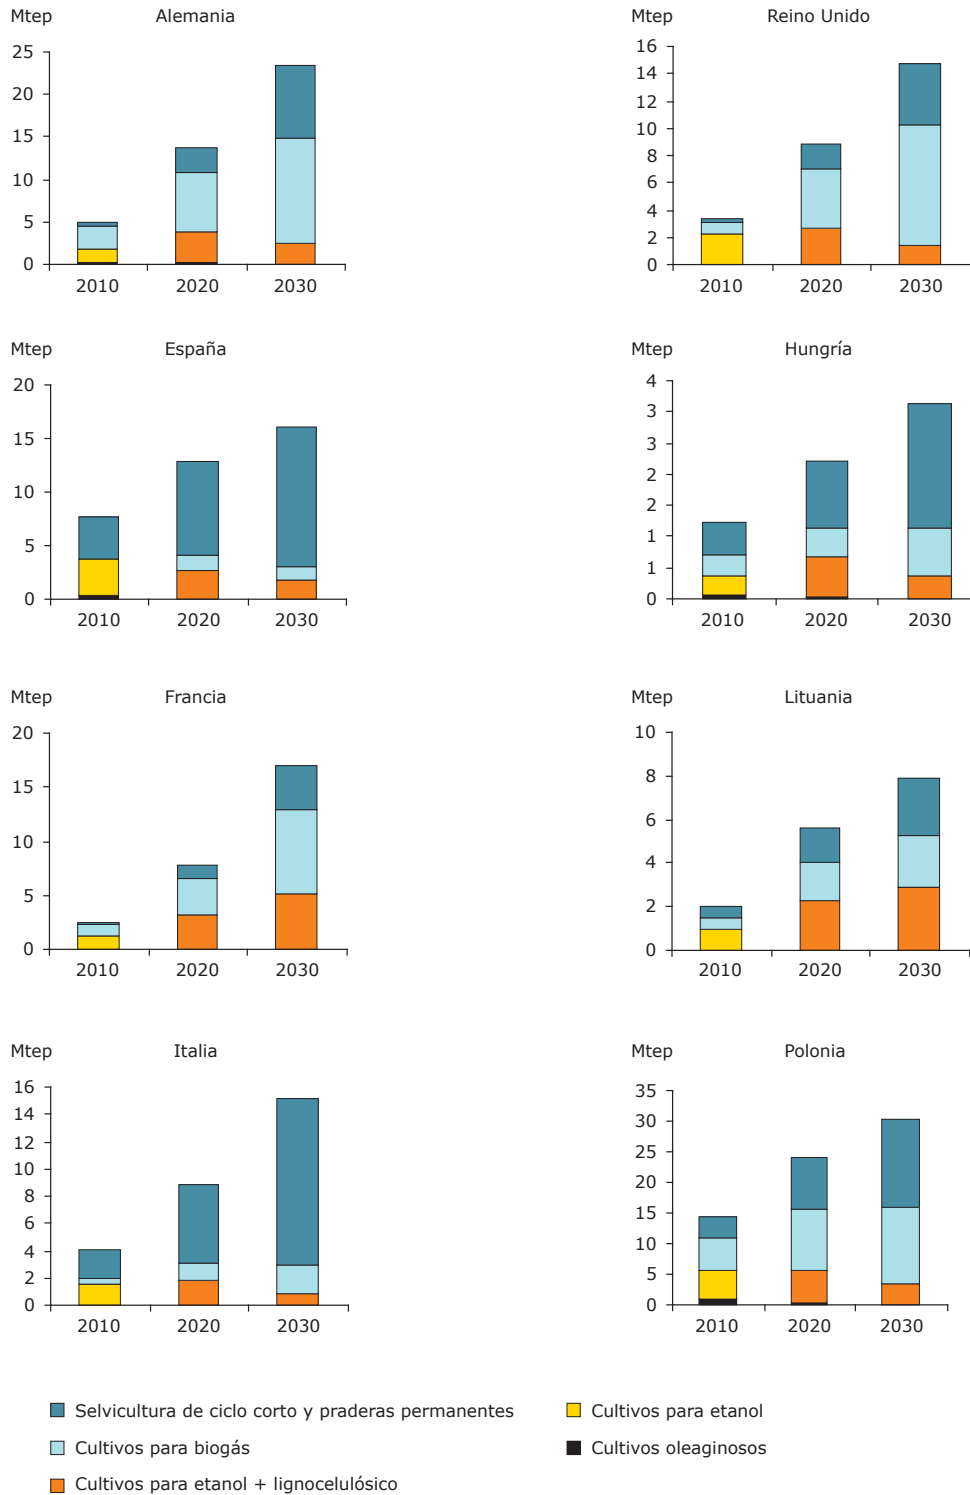 Mtep Alemania
25
20
15
10
5
0
2010 2020 2030
Mtep Reino Unido
16
14
12
10
8
6
4
2
0
2010 2020 2030
Mtep España
20
15
10
5
0
2010 2020 2030
Mtep Hungría
4
3
3
2
2
1
1
0
2010 2020 2030
Mtep Francia
20
15
10
5
0
2010 2020 2030
Mtep Lituania
10
8
6
4
2
0
2010 2020 2030
Mtep Italia
16
14
12
10
8
6
4
2
0
2010 2020 2030
Mtep Polonia
35
30
25
20
15
10
5
0
2010 2020 2030
Selvicultura de ciclo corto y praderas permanentes
Cultivos para biogás
Cultivos para etanol + lignocelulósico
Cultivos para etanol
Cultivos oleaginosos